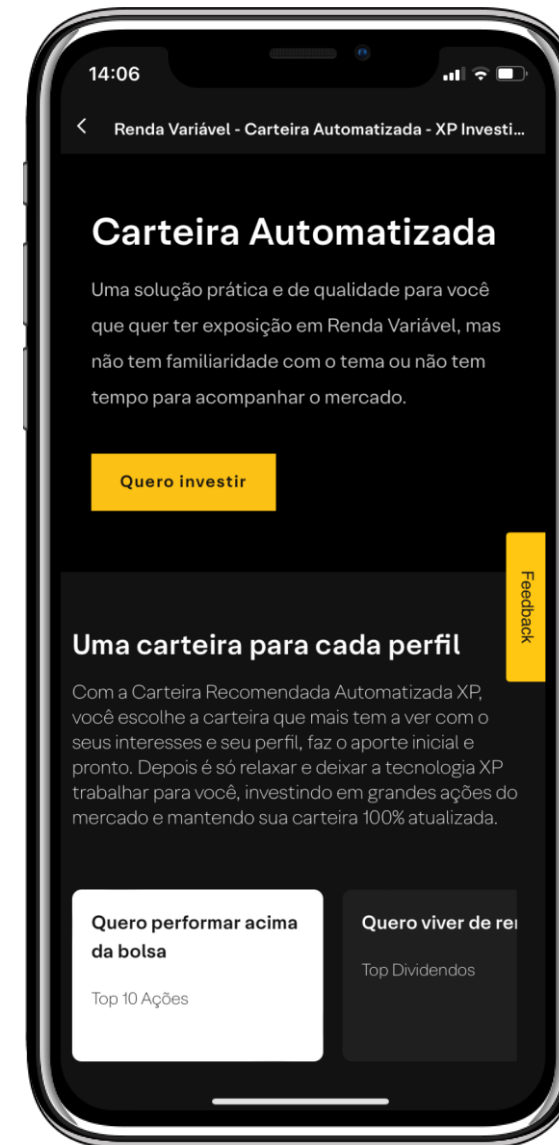 14:06
Renda Variável - Carteira Automatizada - XP Investi...
Carteira Automatizada
Uma solução prática e de qualidade para você
que quer ter exposição em Renda Variável, mas
não tem familiaridade com o tema ou não tem
tempo para acompanhar o mercado.
Quero investir
Feedback
Uma carteira para cada perfil
Com a Carteira Recomendada Automatizada XP,
você escolhe a carteira que mais tem a ver com o
seus interesses e seu perfil, faz o aporte inicial e
pronto. Depois é só relaxar e deixar a tecnologia XP
trabalhar para você, investindo em grandes ações do
mercado e mantendo sua carteira 100% atualizada.
Quero performar acima
da bolsa
Top 10 Ações
Quero viver de
Top Dividendos